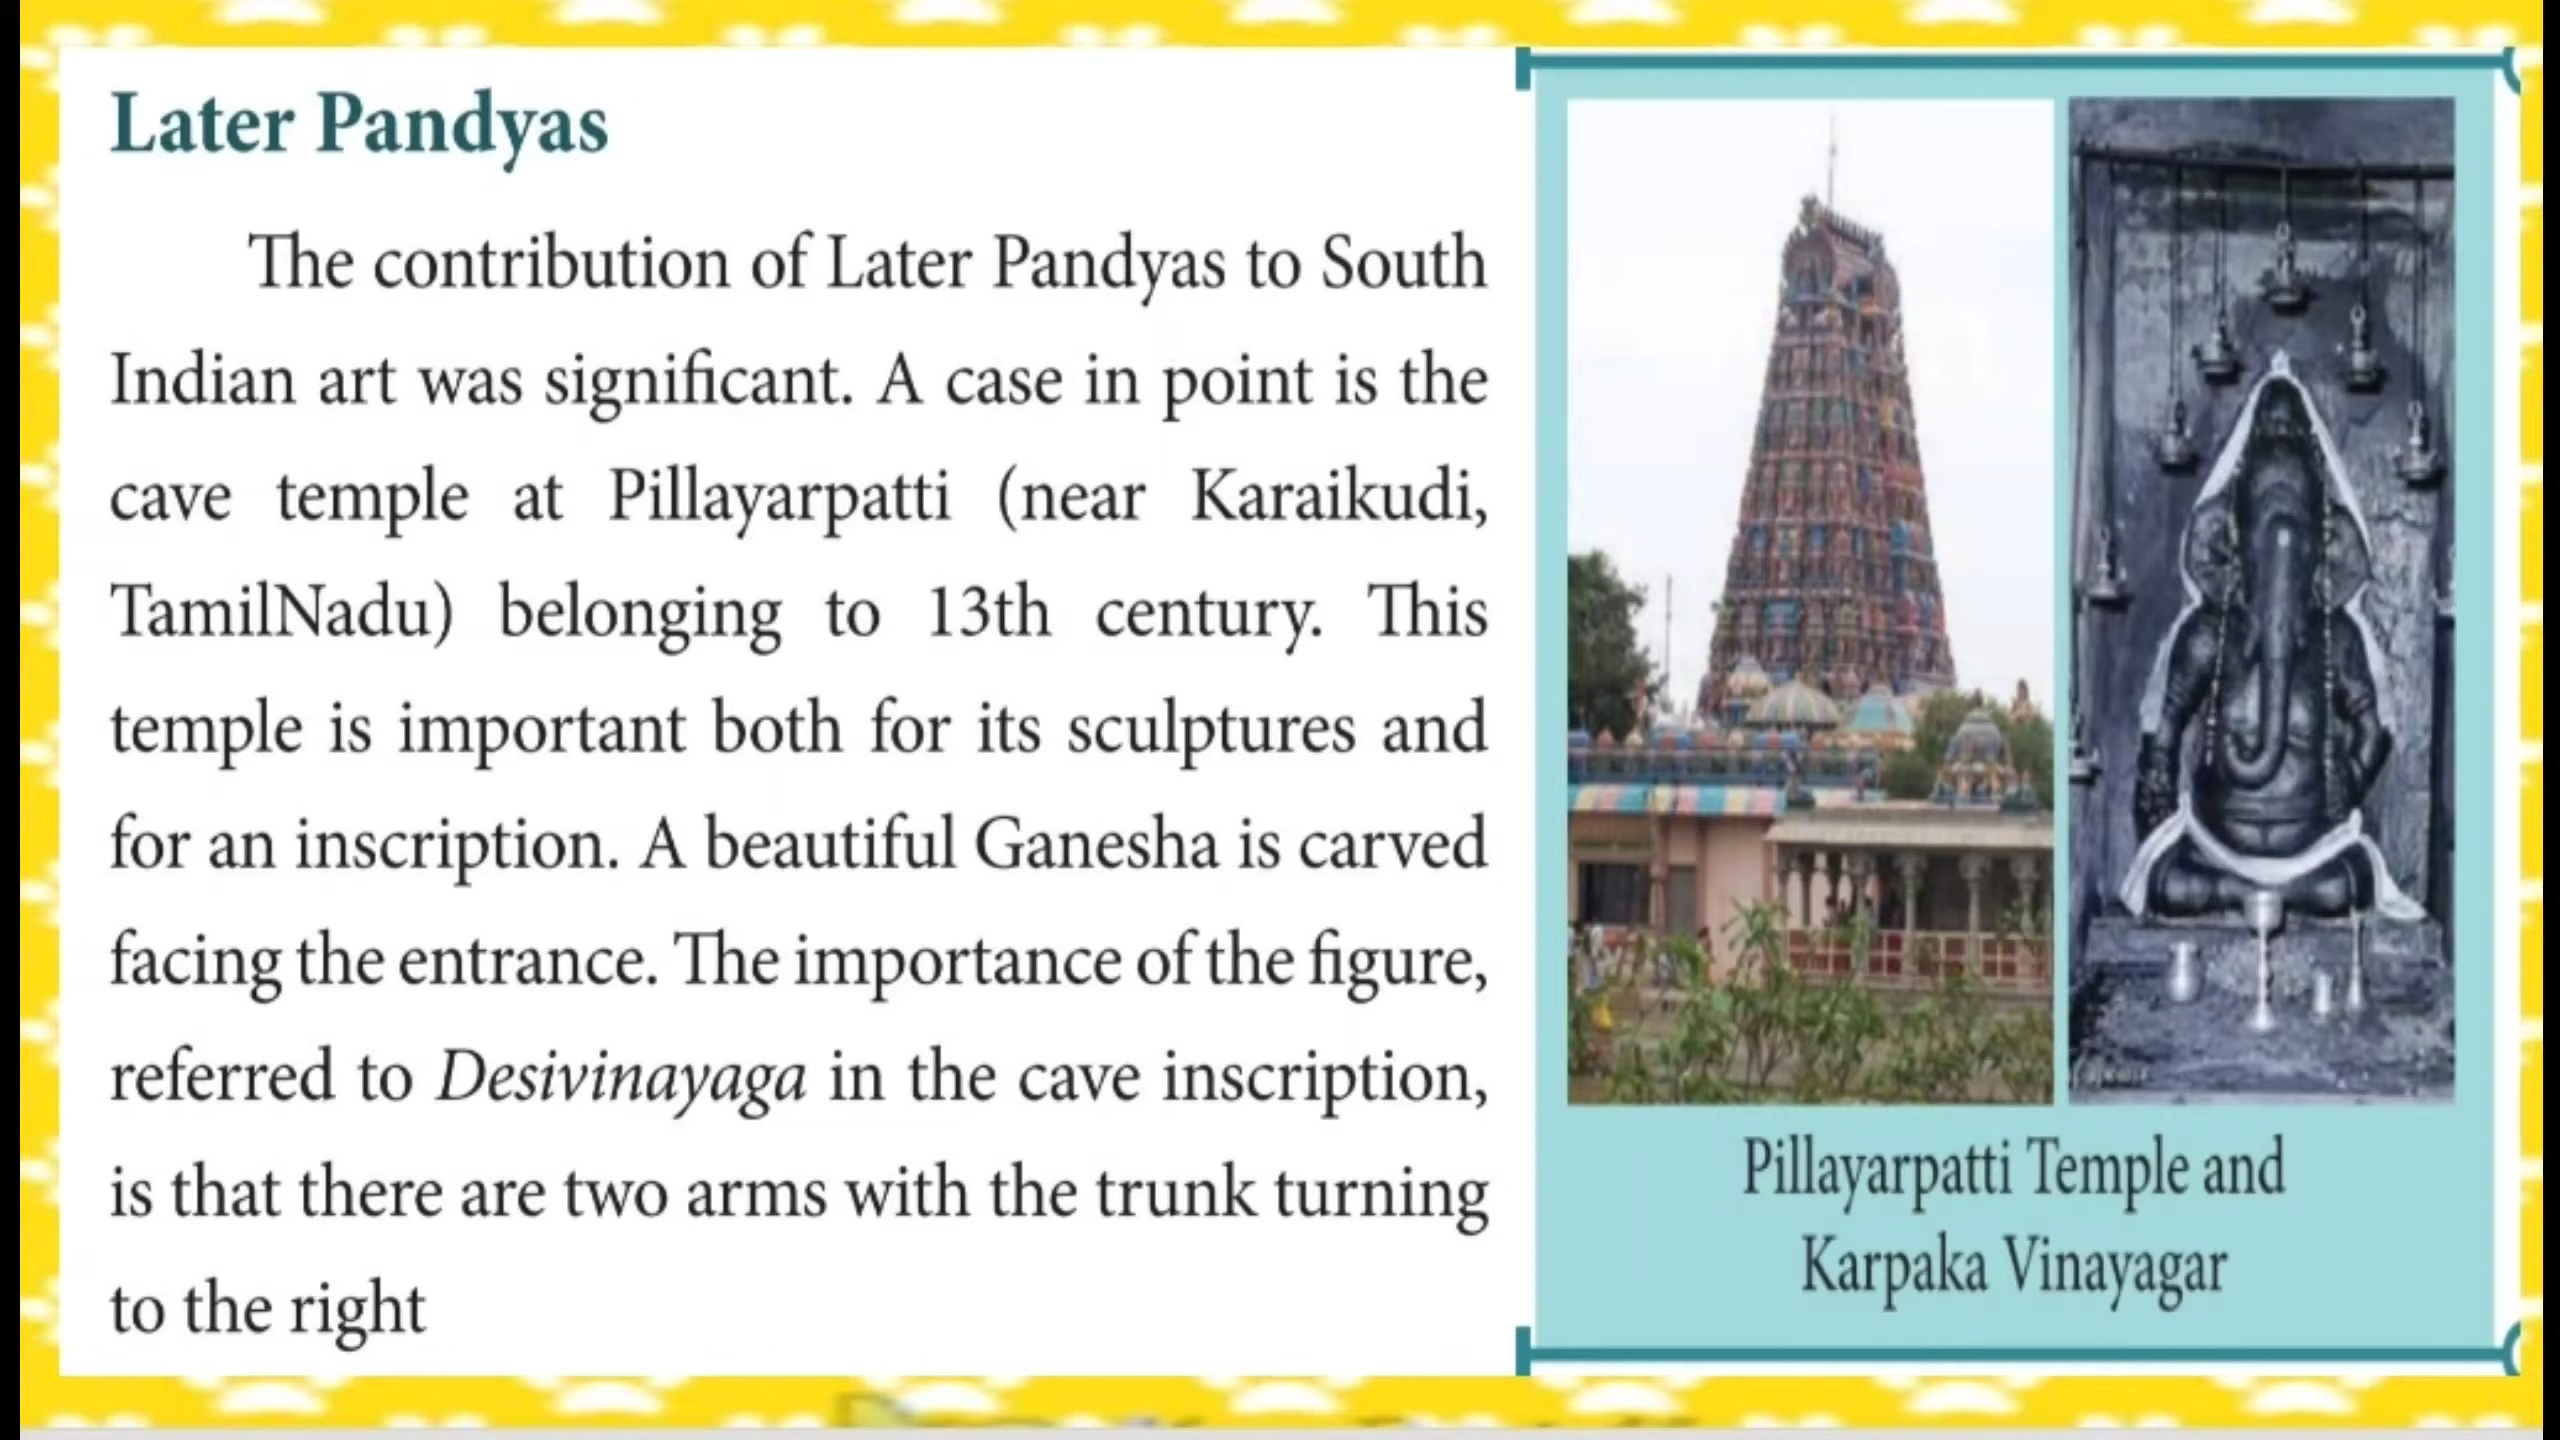 Later Pandyas
The contribution of Later Pandyas to South
Indian art was significant. A case in point is the
cave temple at Pillayarpatti (near Karaikudi,
TamilNadu) belonging to 13th century. This
temple is important both for its sculptures and
for an inscription. A beautiful Ganesha is carved
facing the entrance. The importance of the figure,
referred to Desivinayaga in the cave inscription,
is that there are two arms with the trunk turning
to the right
Pillayarpatti Temple and
Karpaka Vinayagar